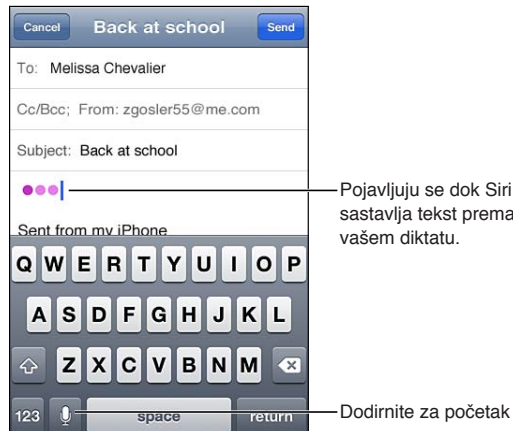 Cancel Back at school Send
To: Melissa Chevalier
Cc/Bcc; From: zgosler55@me.com
Subject: Back at school
Pojavljuju se dok Siri
sastavlja tekst prema
vašem diktatu.
Sent from my iPhone
Q W E R T Y U I O P
A S D F G H J K L
Z X C V B N M
123 space return
Dodirnite za početak